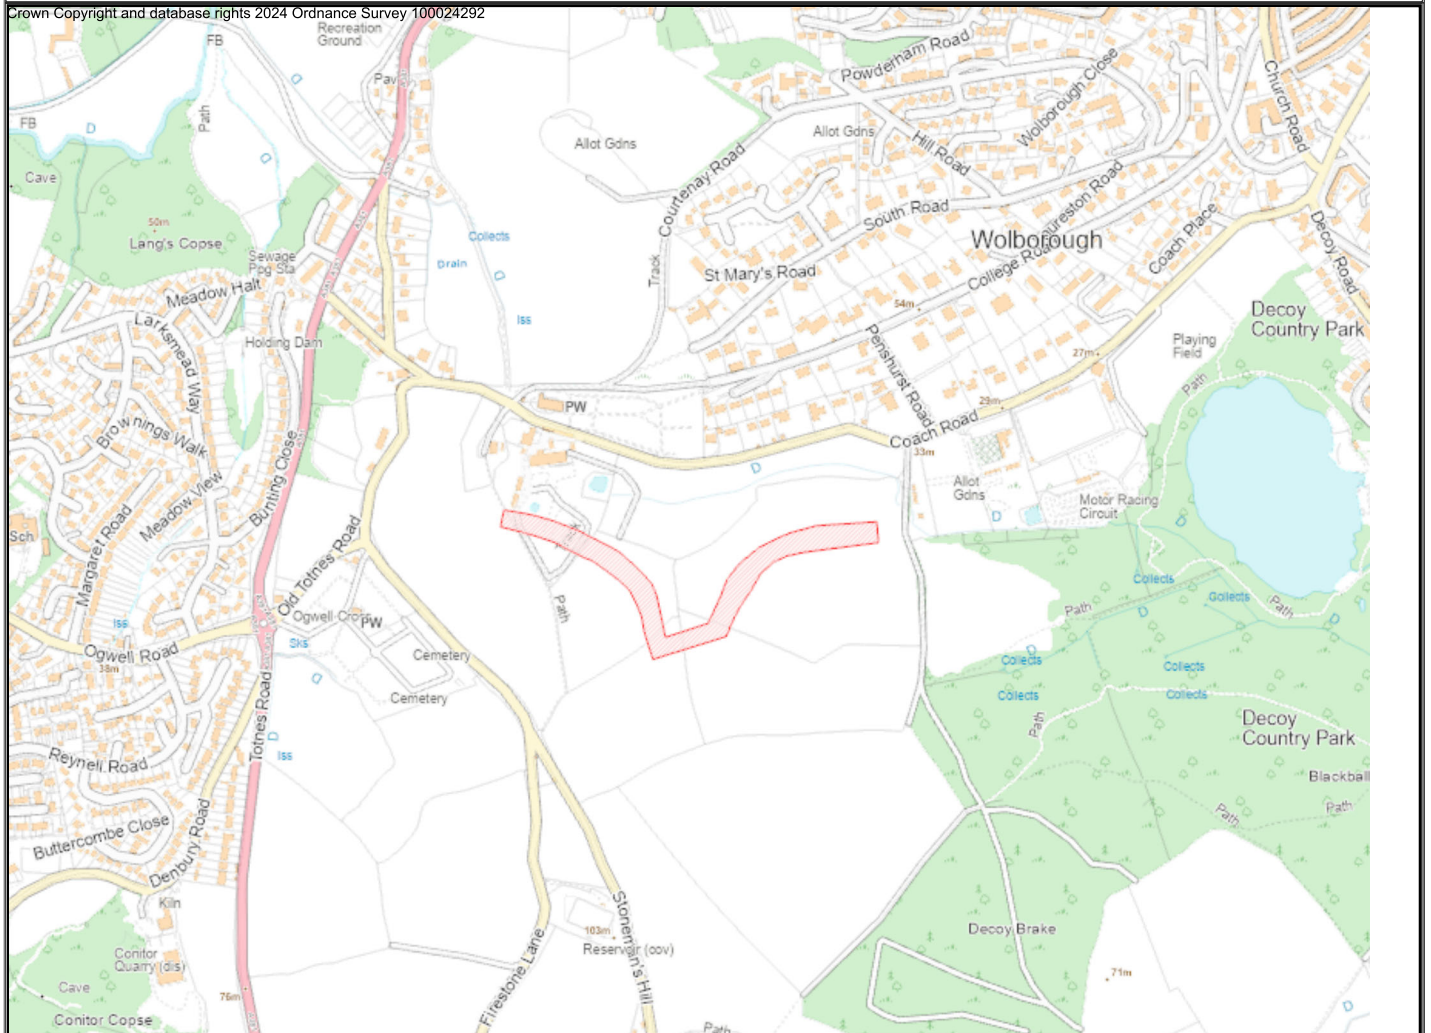 Crown Copyright and database rights 2024 Ordnance Survey 100024292
FB
Recreation
Ground
Pav
D
Path
FB
D
D
Cave
50m
Lang's Copse
Sewage
Ppg Sta
Meadow Halt
Larksmead Way
Holding Dam
Brownings Walk
Meadow View
Bunting Close
Margaret Road
Sch
Iss
Ogwell Road
38m
Old Totnes Road
Ogwell Cross
PW
Sks
D
Cemetery
Cemetery
Totnes Road
D
Iss
Reynell Road
Buttercombe Close
Denbury Road
Kiln
Conitor
Quarry (dis)
Cave
Conitor Copse
75m
Allot Gdns
Collects
Drain
D
Iss
Track
Courtenay Road
Powderham Road
Allot Gdns
Hill Road
Wolborough Close
Church Road
South Road
St Mary's Road
Wolborough
College Road
Coach Place
Decoy Road
54m
Penshurst Road
27m
29m
Coach Road
33m
PW
D
Path
Playing
Field
Path
Decoy
Country Park
Allot
Gdns
D
Motor Racing
Circuit
D
Collects
Collects
Path
Path
D
D
Collects
Collects
Collects
Collects
Path
Decoy
Country Park
Blackball
Path
Path
Decoy Brake
71m
D
103m
Reservoir (cov)
Stoneman's Hill
Firestone Lane
Path